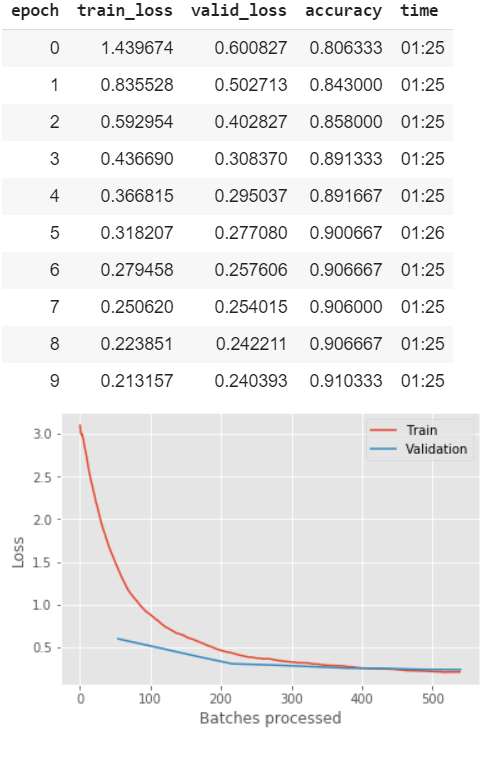 epoch train_loss valid_loss accuracy time
0 1.439674 0.600827 0.806333 01:25
1 0.835528 0.502713 0.843000 01:25
2 0.592954 0.402827 0.858000 01:25
3 0.436690 0.308370 0.891333 01:25
4 0.366815 0.295037 0.891667 01:25
5 0.318207 0.277080 0.900667 01:26
6 0.279458 0.257606 0.906667 01:25
7 0.250620 0.254015 0.906000 01:25
8 0.223851 0.242211 0.906667 01:25
9 0.213157 0.240393 0.910333 01:25
Train
Validation
3.0
2.5
2.0
1.5
1.0
0.5
Loss
0 100 200 300 400 500
Batches processed